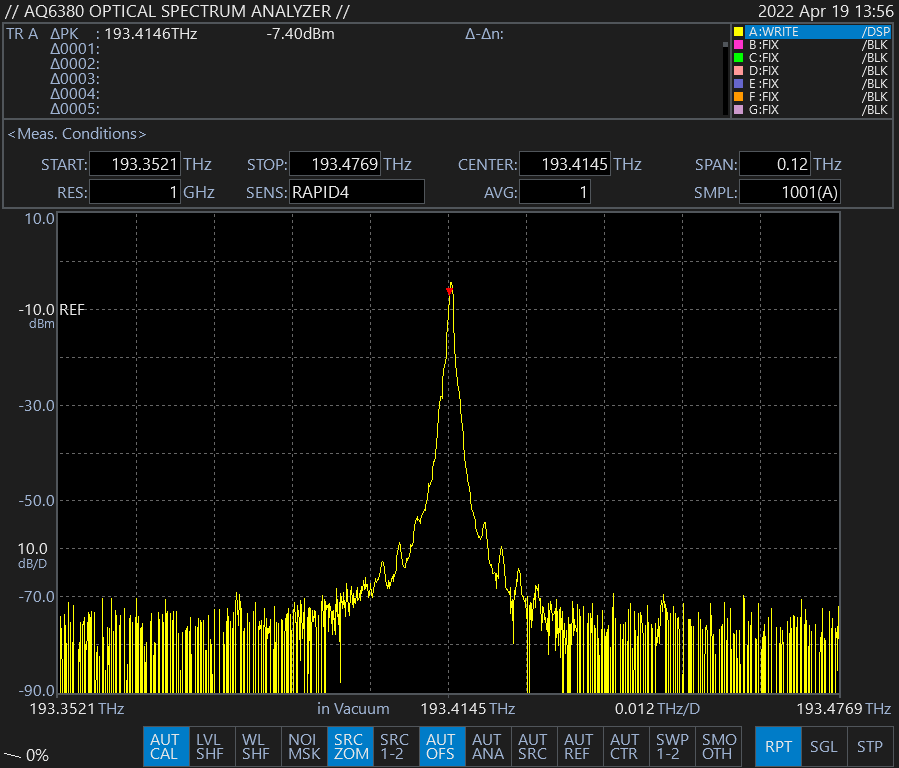 // AQ6380 OPTICAL SPECTRUM ANALYZER // 2022 Apr 19 13:56
TR A ΔPK : 193.4146THz -7.40dBm Δ-Δn:
Δ0001:
Δ0002:
Δ0003:
Δ0004:
Δ0005:
A:WRITE /DSP
B:FIX /BLK
C:FIX /BLK
D:FIX /BLK
E:FIX /BLK
F:FIX /BLK
G:FIX /BLK
<Meas. Conditions>
START: 193.3521 THz STOP: 193.4769 THz CENTER: 193.4145 THz SPAN: 0.12 THz
RES: 1 GHz SENS: RAPID4 AVG: 1 SMPL: 1001(A)
10.0
-10.0 REF
dBm
-30.0
-50.0
10.0
dB/D
-70.0
-90.0
193.3521 THz in Vacuum 193.4145 THz 0.012 THz/D 193.4769 THz
0%
AUT CAL
LVL SHF
WL SHF
NOI MSK
SRC ZOM
SRC 1-2
AUT OFS
AUT ANA
AUT SRC
AUT REF
AUT CTR
SWP 1-2
SMO OTH
RPT
SGL
STP